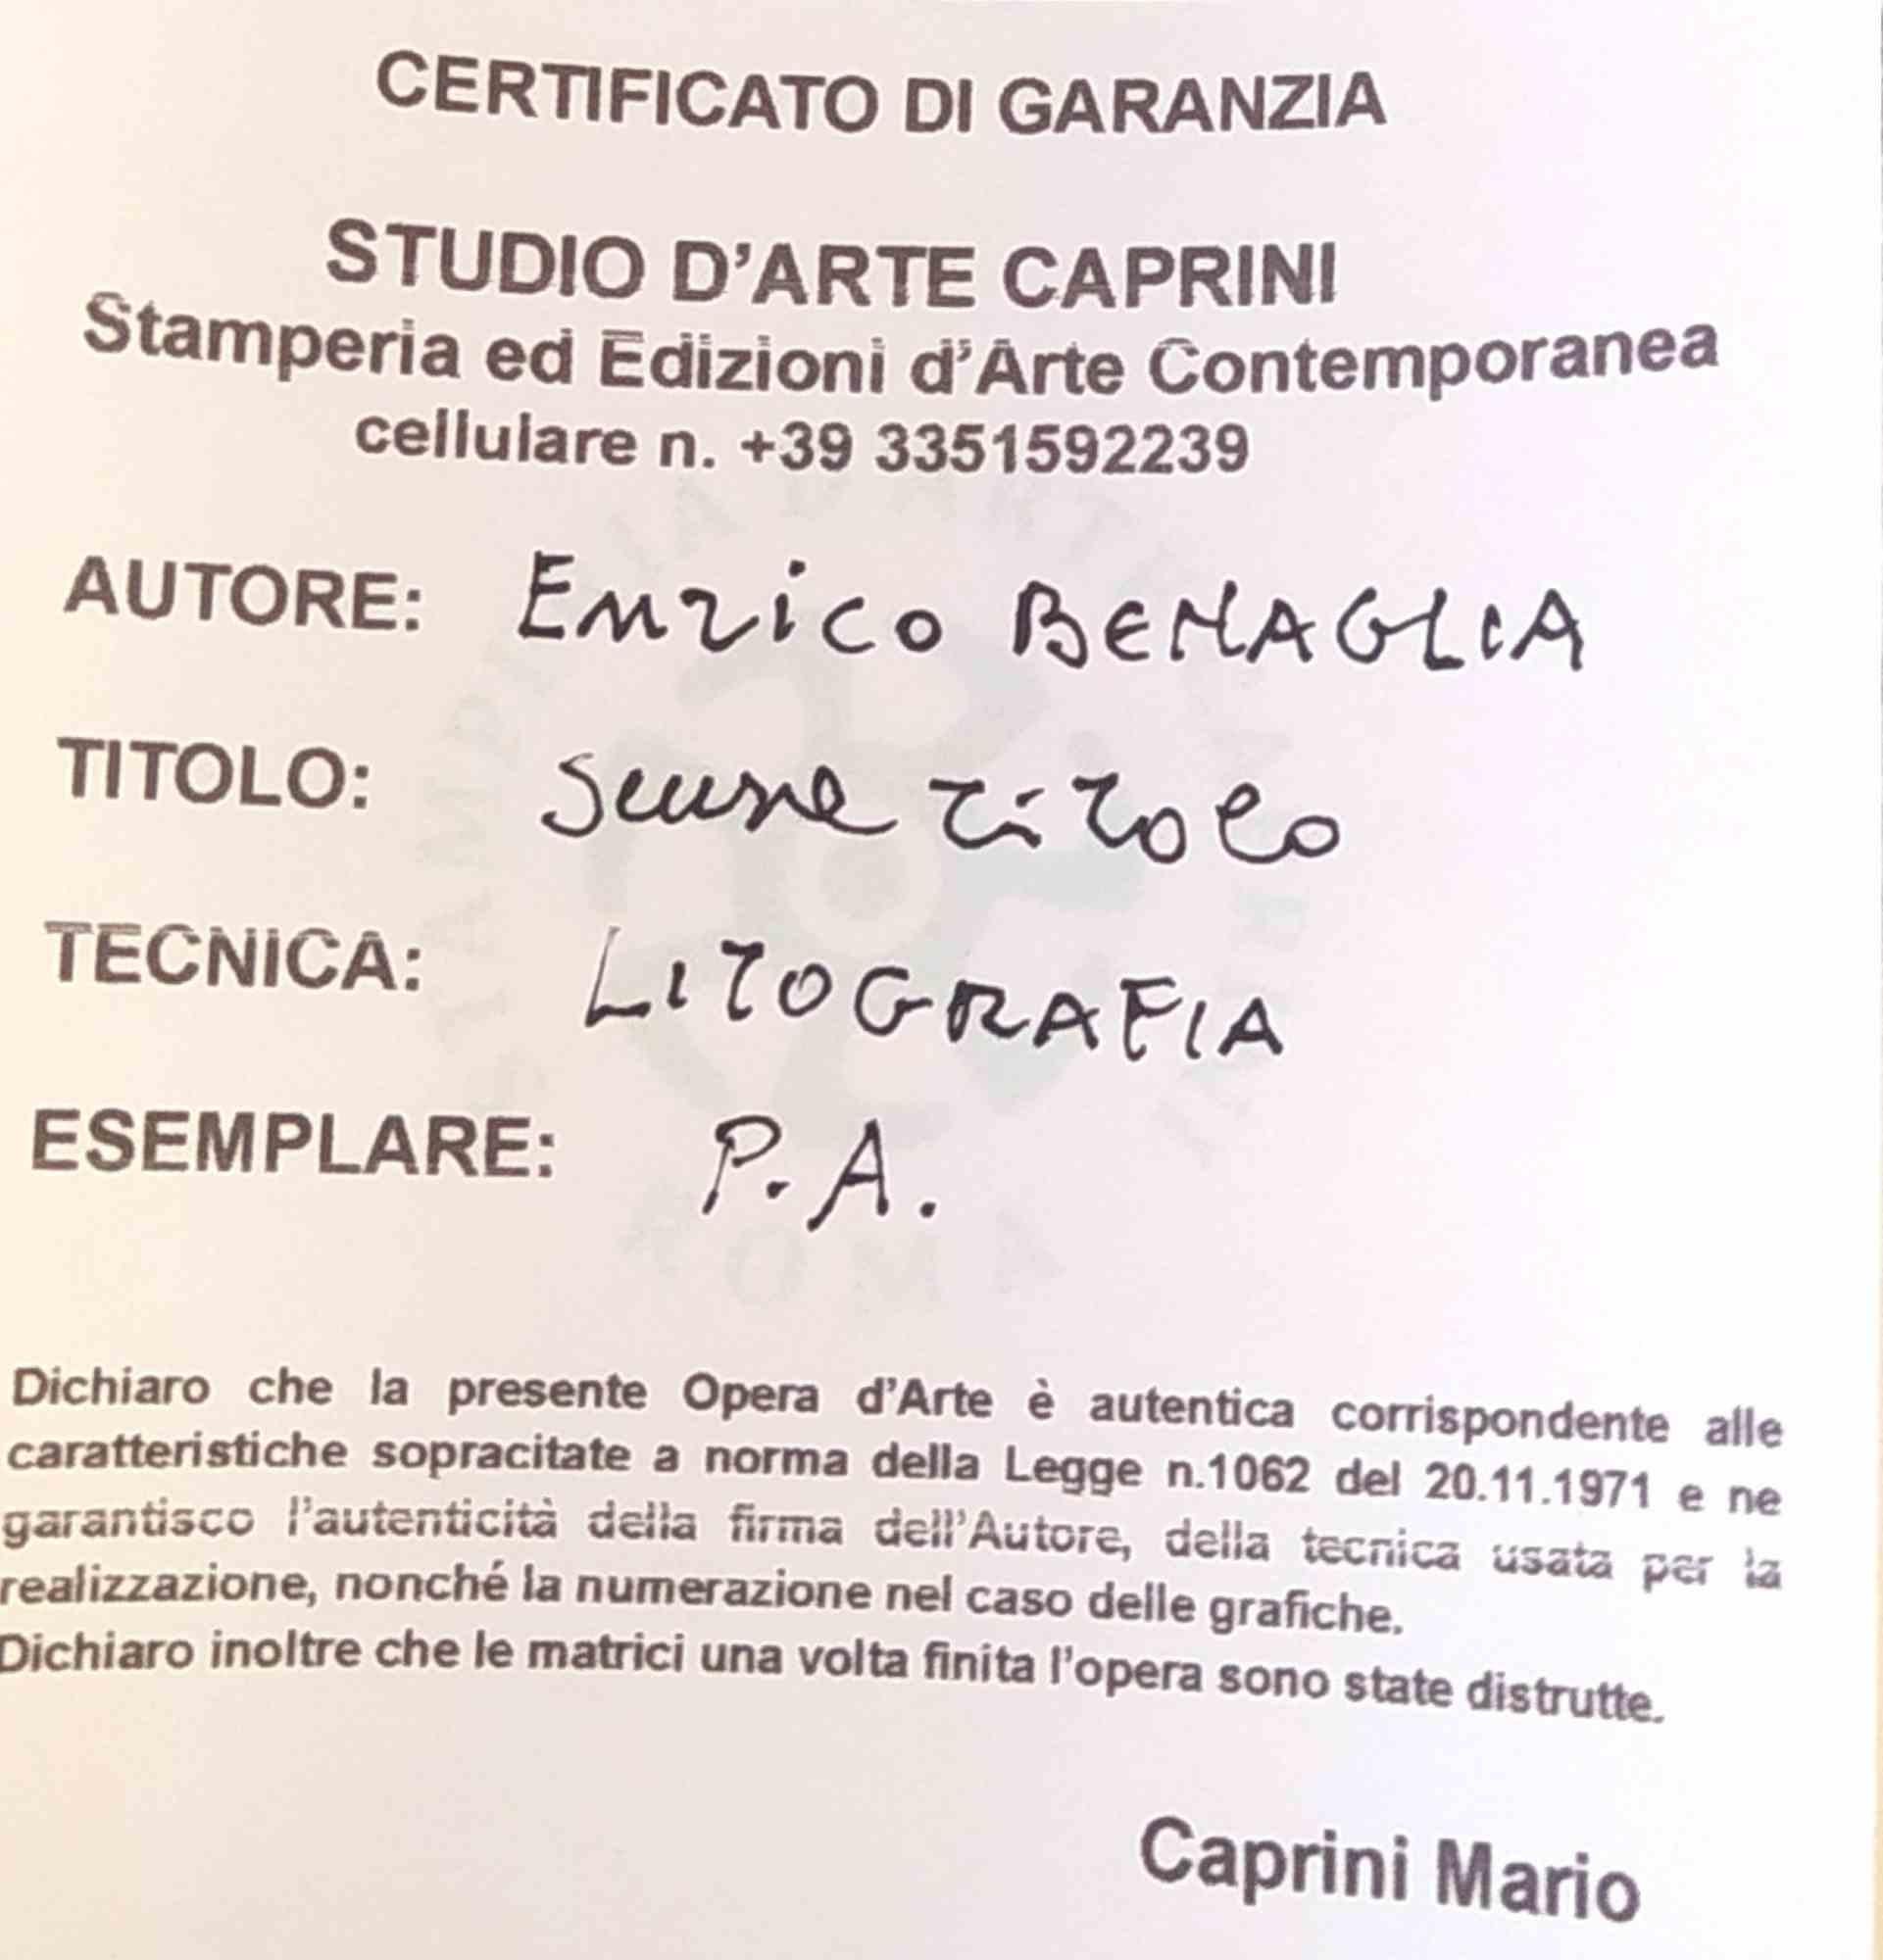 CERTIFICATO DI GARANZIA
STUDIO D'ARTE CAPRINI
Stamperia ed Edizioni d'Arte Contemporanea
cellulare n. +39 3351592239
AUTORE: Enrico BENAGLIA
TITOLO: Senza titolo
TECNICA: LITOGRAFIA
ESEMPLARE: P.A.
Dichiaro che la presente Opera d'Arte è autentica corrispondente alle
caratteristiche sopracitate a norma della Legge n.1062 del 20.11.1971 e ne
garantisco l'autenticità della firma dell'Autore, della tecnica usata per la
realizzazione, nonché la numerazione nel caso delle grafiche.
Dichiaro inoltre che le matrici una volta finita l'opera sono state distrutte.
Caprini Mario